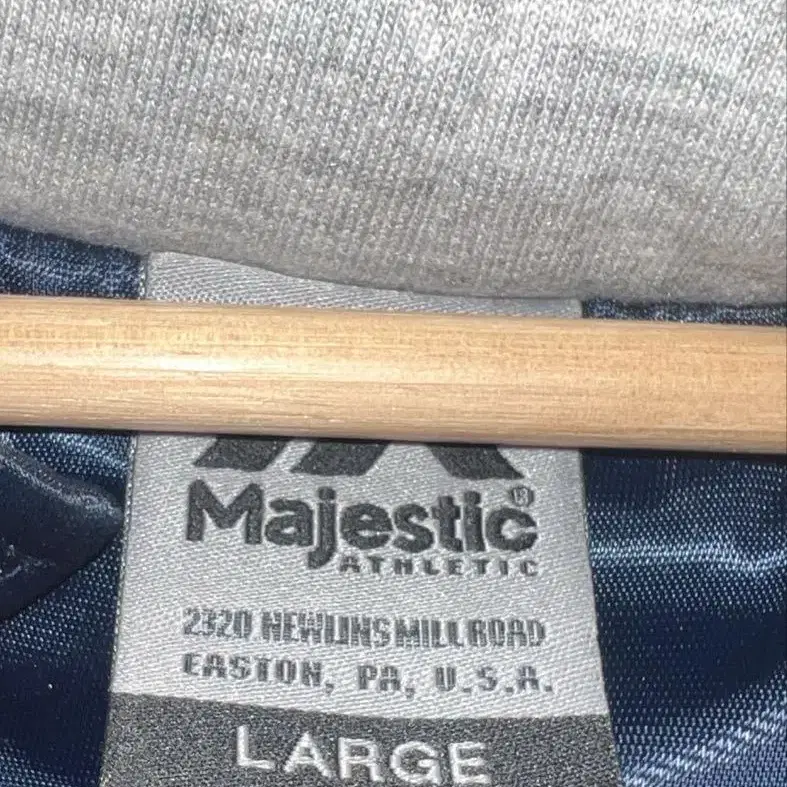 Majestic®
ATHLETIC
2320 NEWLINS MILL ROAD
EASTON, PA, U.S.A.
LARGE